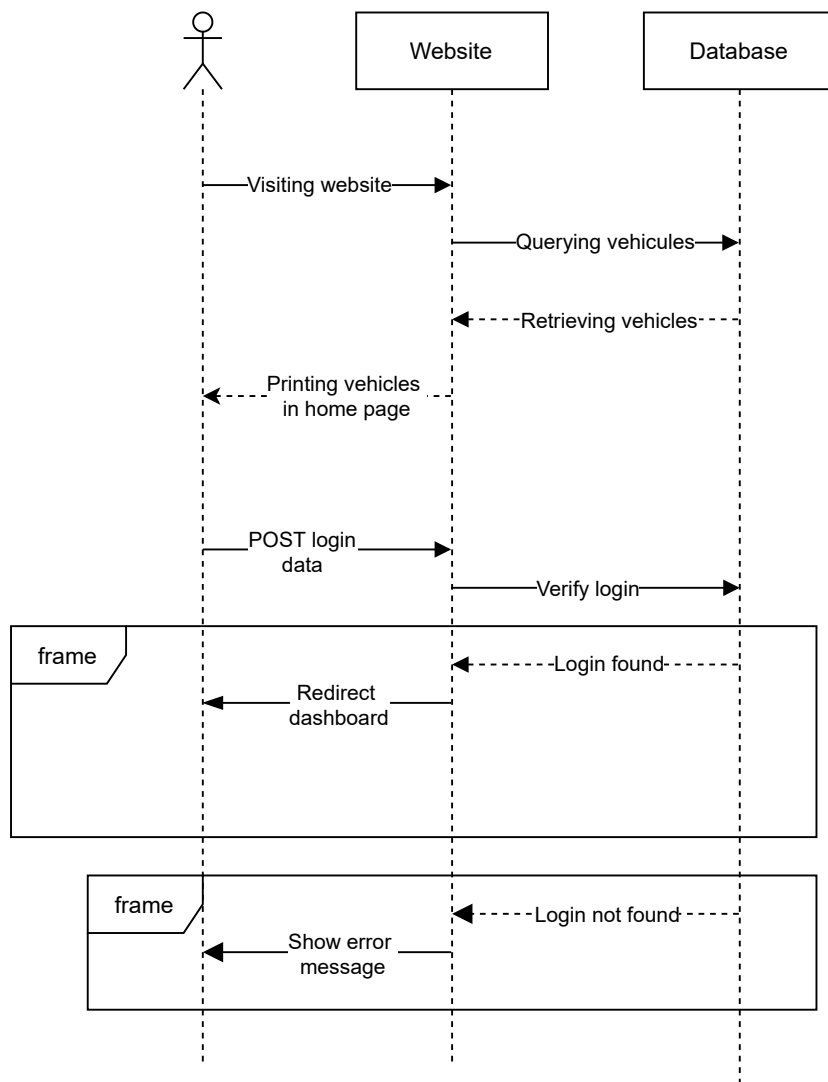 Website
Database
Visiting website
Querying vehicules
Retrieving vehicles
Printing vehicles
in home page
POST login
data
Verify login
frame
Login found
Redirect
dashboard
frame
Login not found
Show error
message